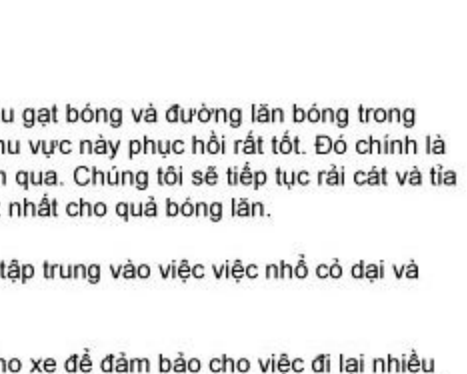 u gạt bóng và đường lăn bóng trong
hu vực này phục hồi rất tốt. Đó chính là
n qua. Chúng tôi sẽ tiếp tục rải cát và tỉa
t nhất cho quả bóng lăn.
tập trung vào việc việc nhổ cỏ dại và
ho xe để đảm bảo cho việc đi lại nhiều